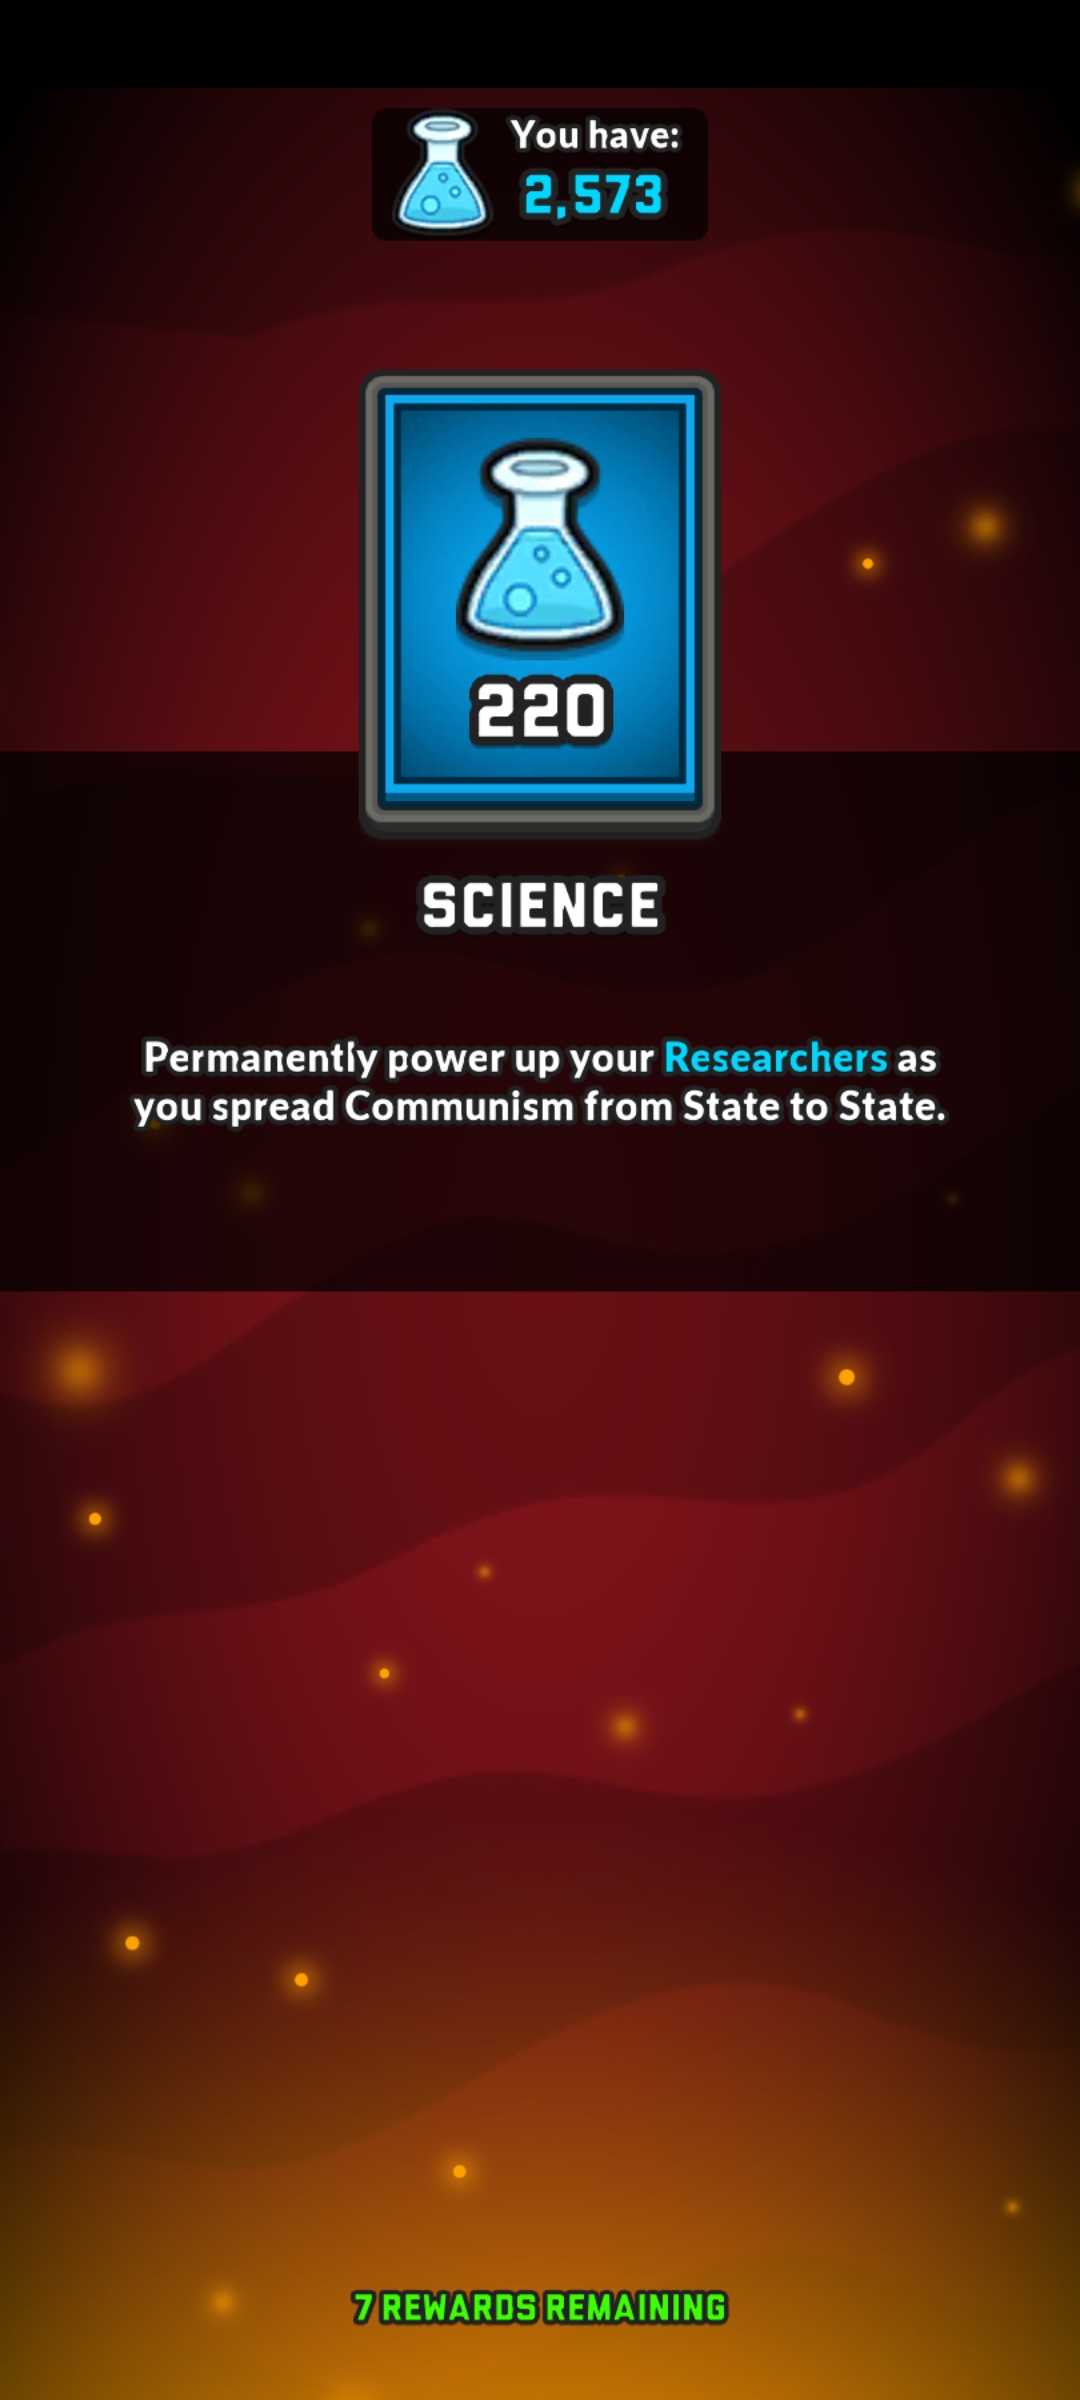 You have:
2,573
220
SCIENCE
Permanently power up your Researchers as
you spread Communism from State to State.
7 REWARDS REMAINING